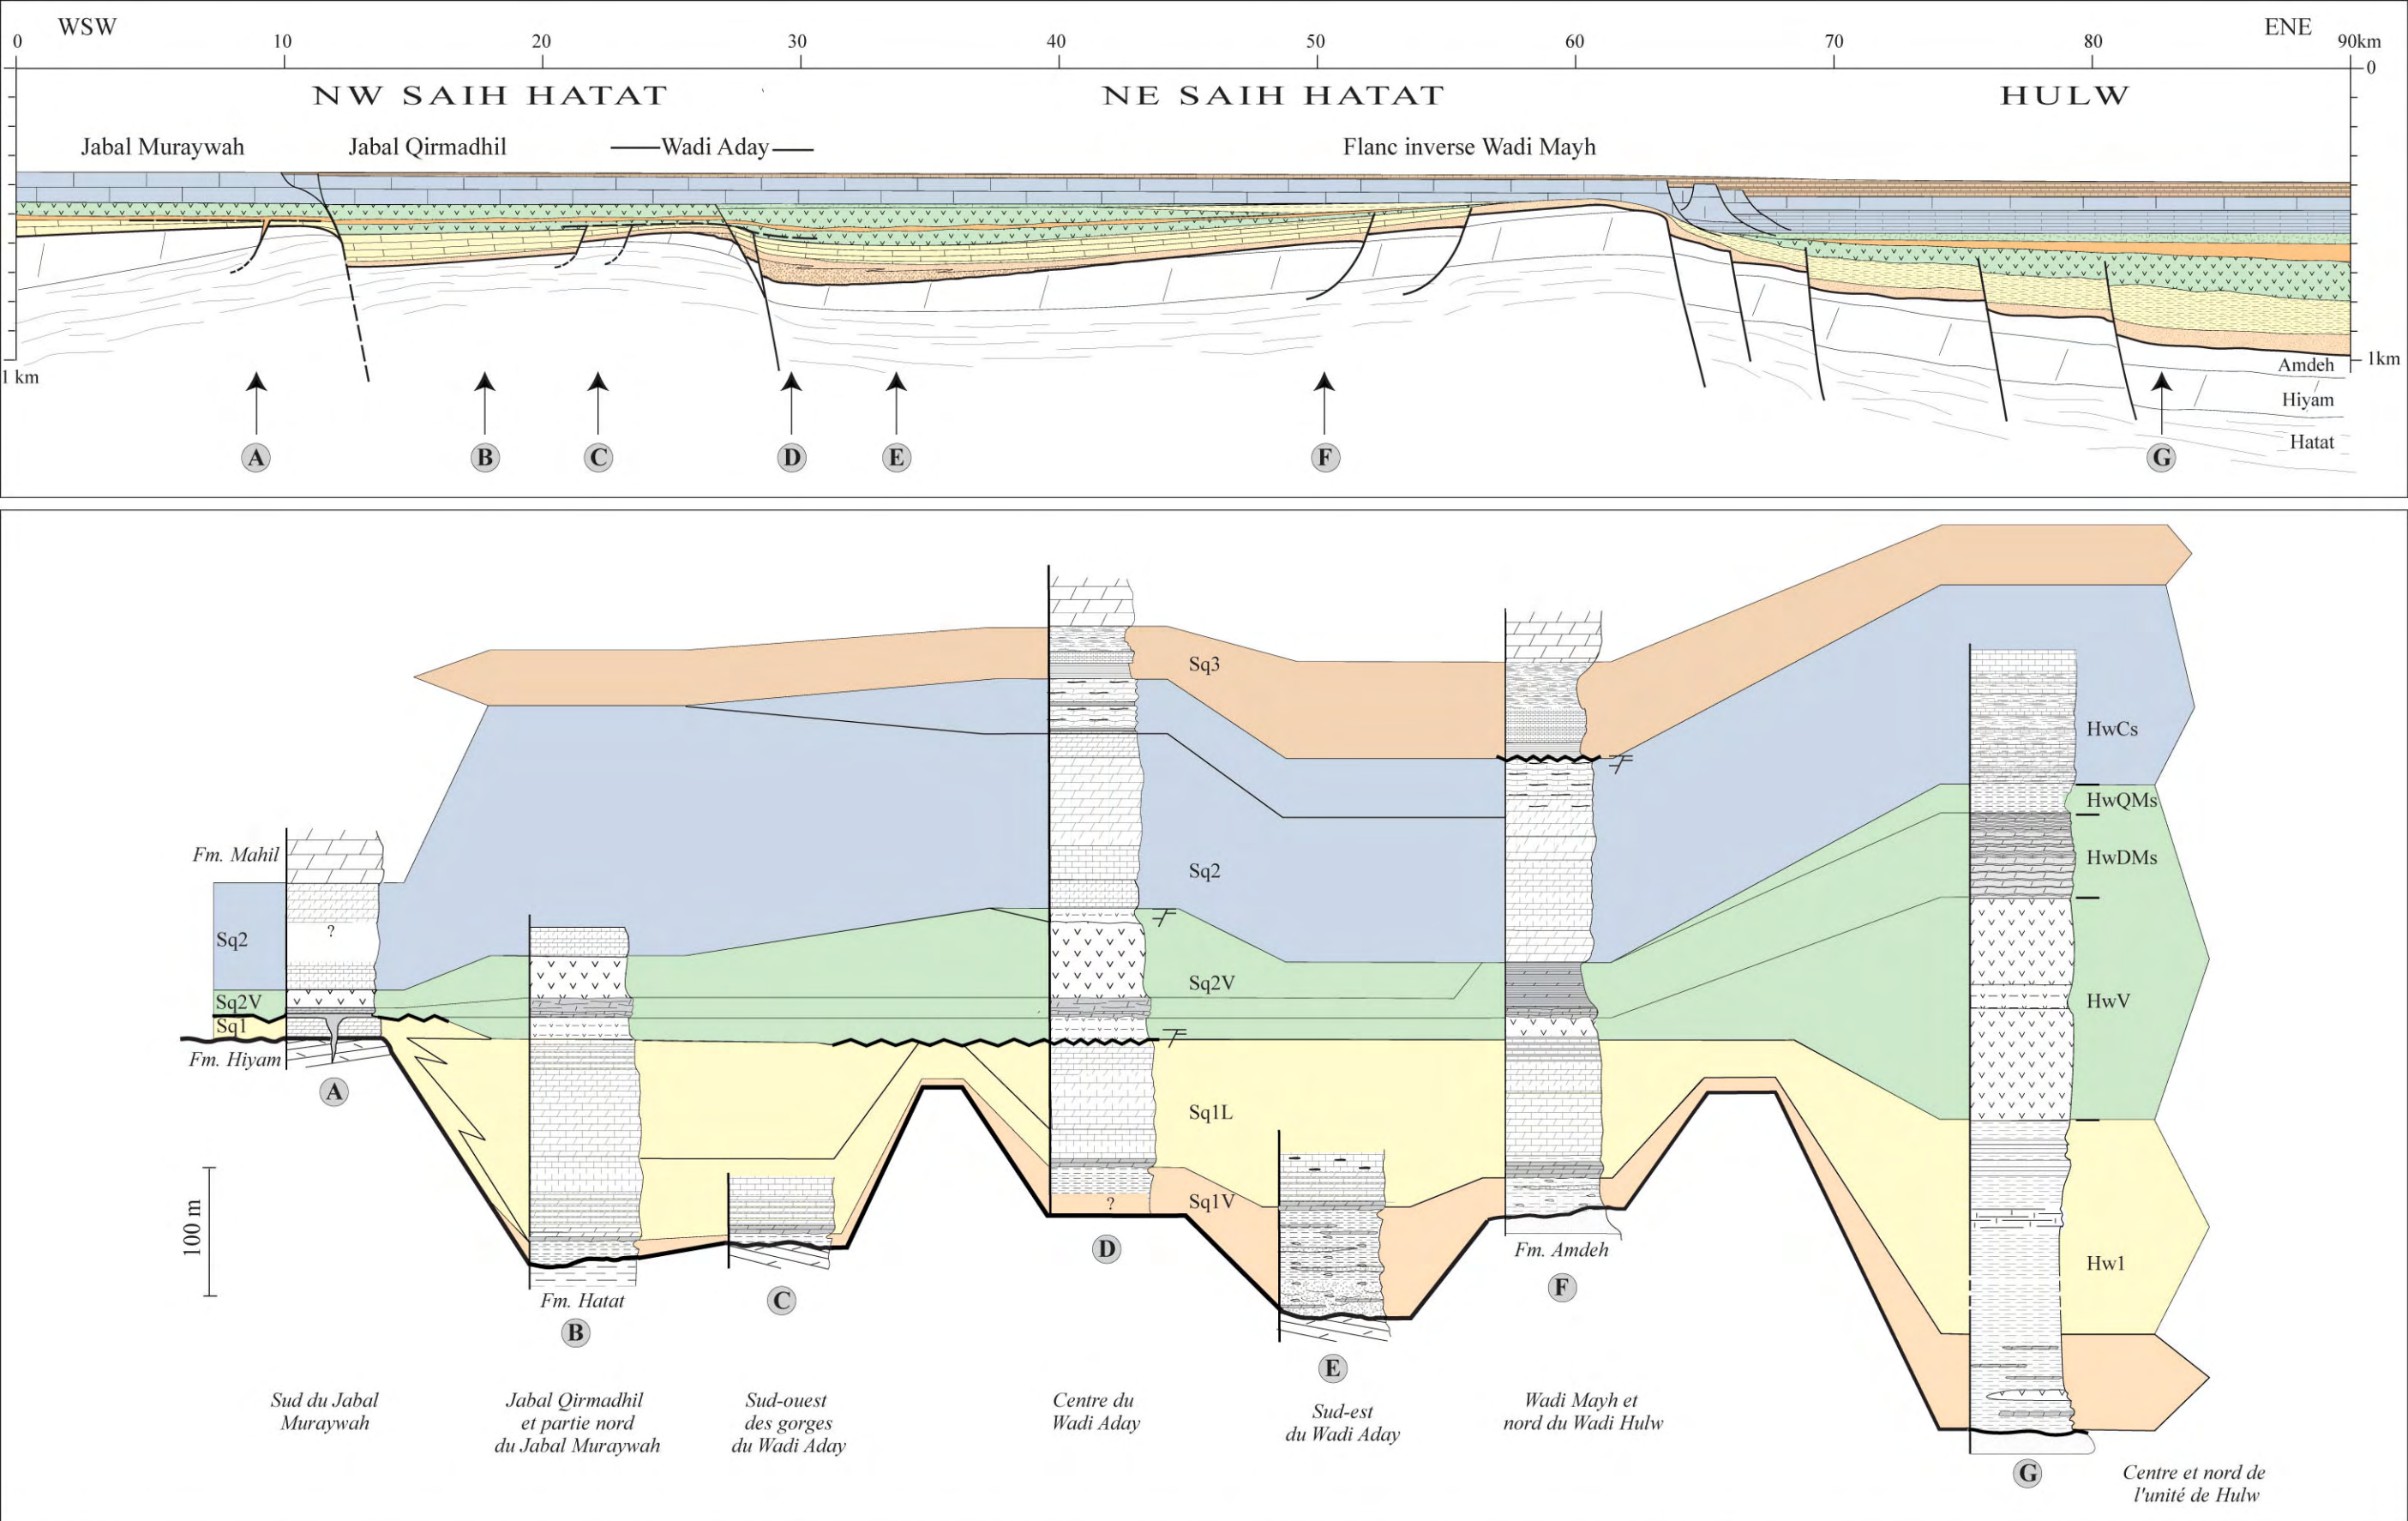 WSW
ENE
0 10 20 30 40 50 60 70 80 90km
0
NW SAIH HATAT
NE SAIH HATAT
HULW
Jabal Muraywah
Jabal Qirmadhil
Wadi Aday
Flanc inverse Wadi Mayh
1 km
1km
Amdeh
Hiyam
Hatat
A B C D E F G
Sq3
HwCs
HwQMs
Fm. Mahil
HwDMs
Sq2
Sq2
?
Sq2V
Sq2V
HwV
Sq1
Fm. Hiyam
A
Sq1L
100 m
Sq1V
?
Hw1
Fm. Hatat
B
C
D
E
Fm. Amdeh
F
G
Sud du Jabal
Muraywah
Jabal Qirmadhil
et partie nord
du Jabal Muraywah
Sud-ouest
des gorges
du Wadi Aday
Centre du
Wadi Aday
Sud-est
du Wadi Aday
Wadi Mayh et
nord du Wadi Hulw
Centre et nord de
l'unité de Hulw